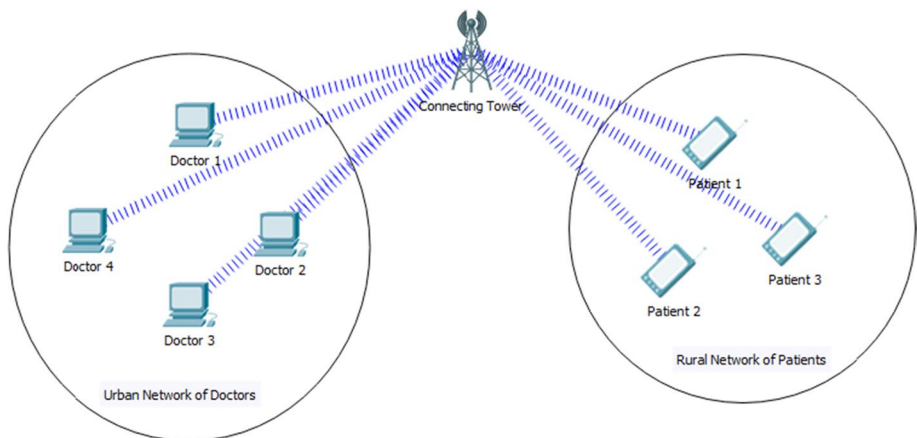 Connecting Tower
Doctor 1
Patient 1
Doctor 4
Doctor 2
Patient 3
Doctor 3
Patient 2
Rural Network of Patients
Urban Network of Doctors